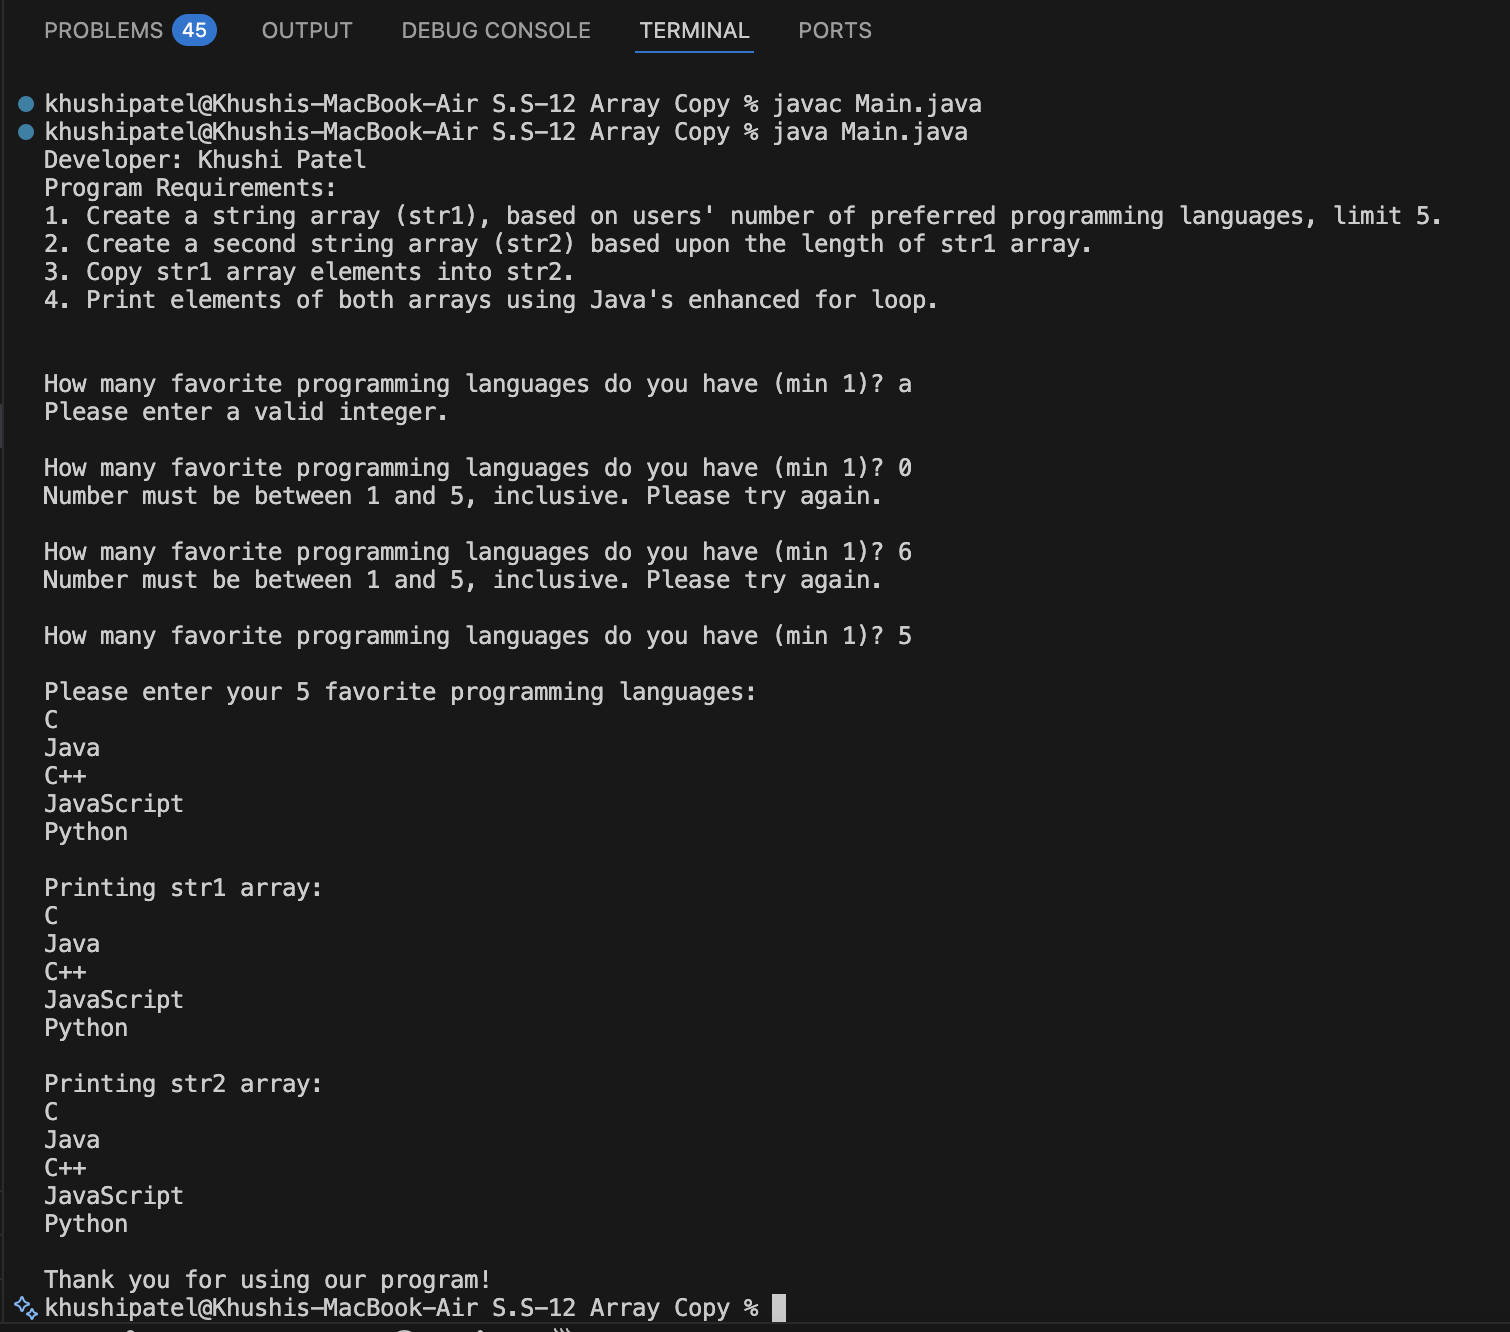 PROBLEMS 45 OUTPUT DEBUG CONSOLE TERMINAL PORTS
khushipatel@Khushis-MacBook-Air S.S-12 Array Copy % javac Main.java
khushipatel@Khushis-MacBook-Air S.S-12 Array Copy % java Main.java
Developer: Khushi Patel
Program Requirements:
1. Create a string array (str1), based on users' number of preferred programming languages, limit 5.
2. Create a second string array (str2) based upon the length of str1 array.
3. Copy str1 array elements into str2.
4. Print elements of both arrays using Java's enhanced for loop.
How many favorite programming languages do you have (min 1)? a
Please enter a valid integer.
How many favorite programming languages do you have (min 1)? 0
Number must be between 1 and 5, inclusive. Please try again.
How many favorite programming languages do you have (min 1)? 6
Number must be between 1 and 5, inclusive. Please try again.
How many favorite programming languages do you have (min 1)? 5
Please enter your 5 favorite programming languages:
C
Java
C++
JavaScript
Python
Printing str1 array:
C
Java
C++
JavaScript
Python
Printing str2 array:
C
Java
C++
JavaScript
Python
Thank you for using our program!
khushipatel@Khushis-MacBook-Air S.S-12 Array Copy %